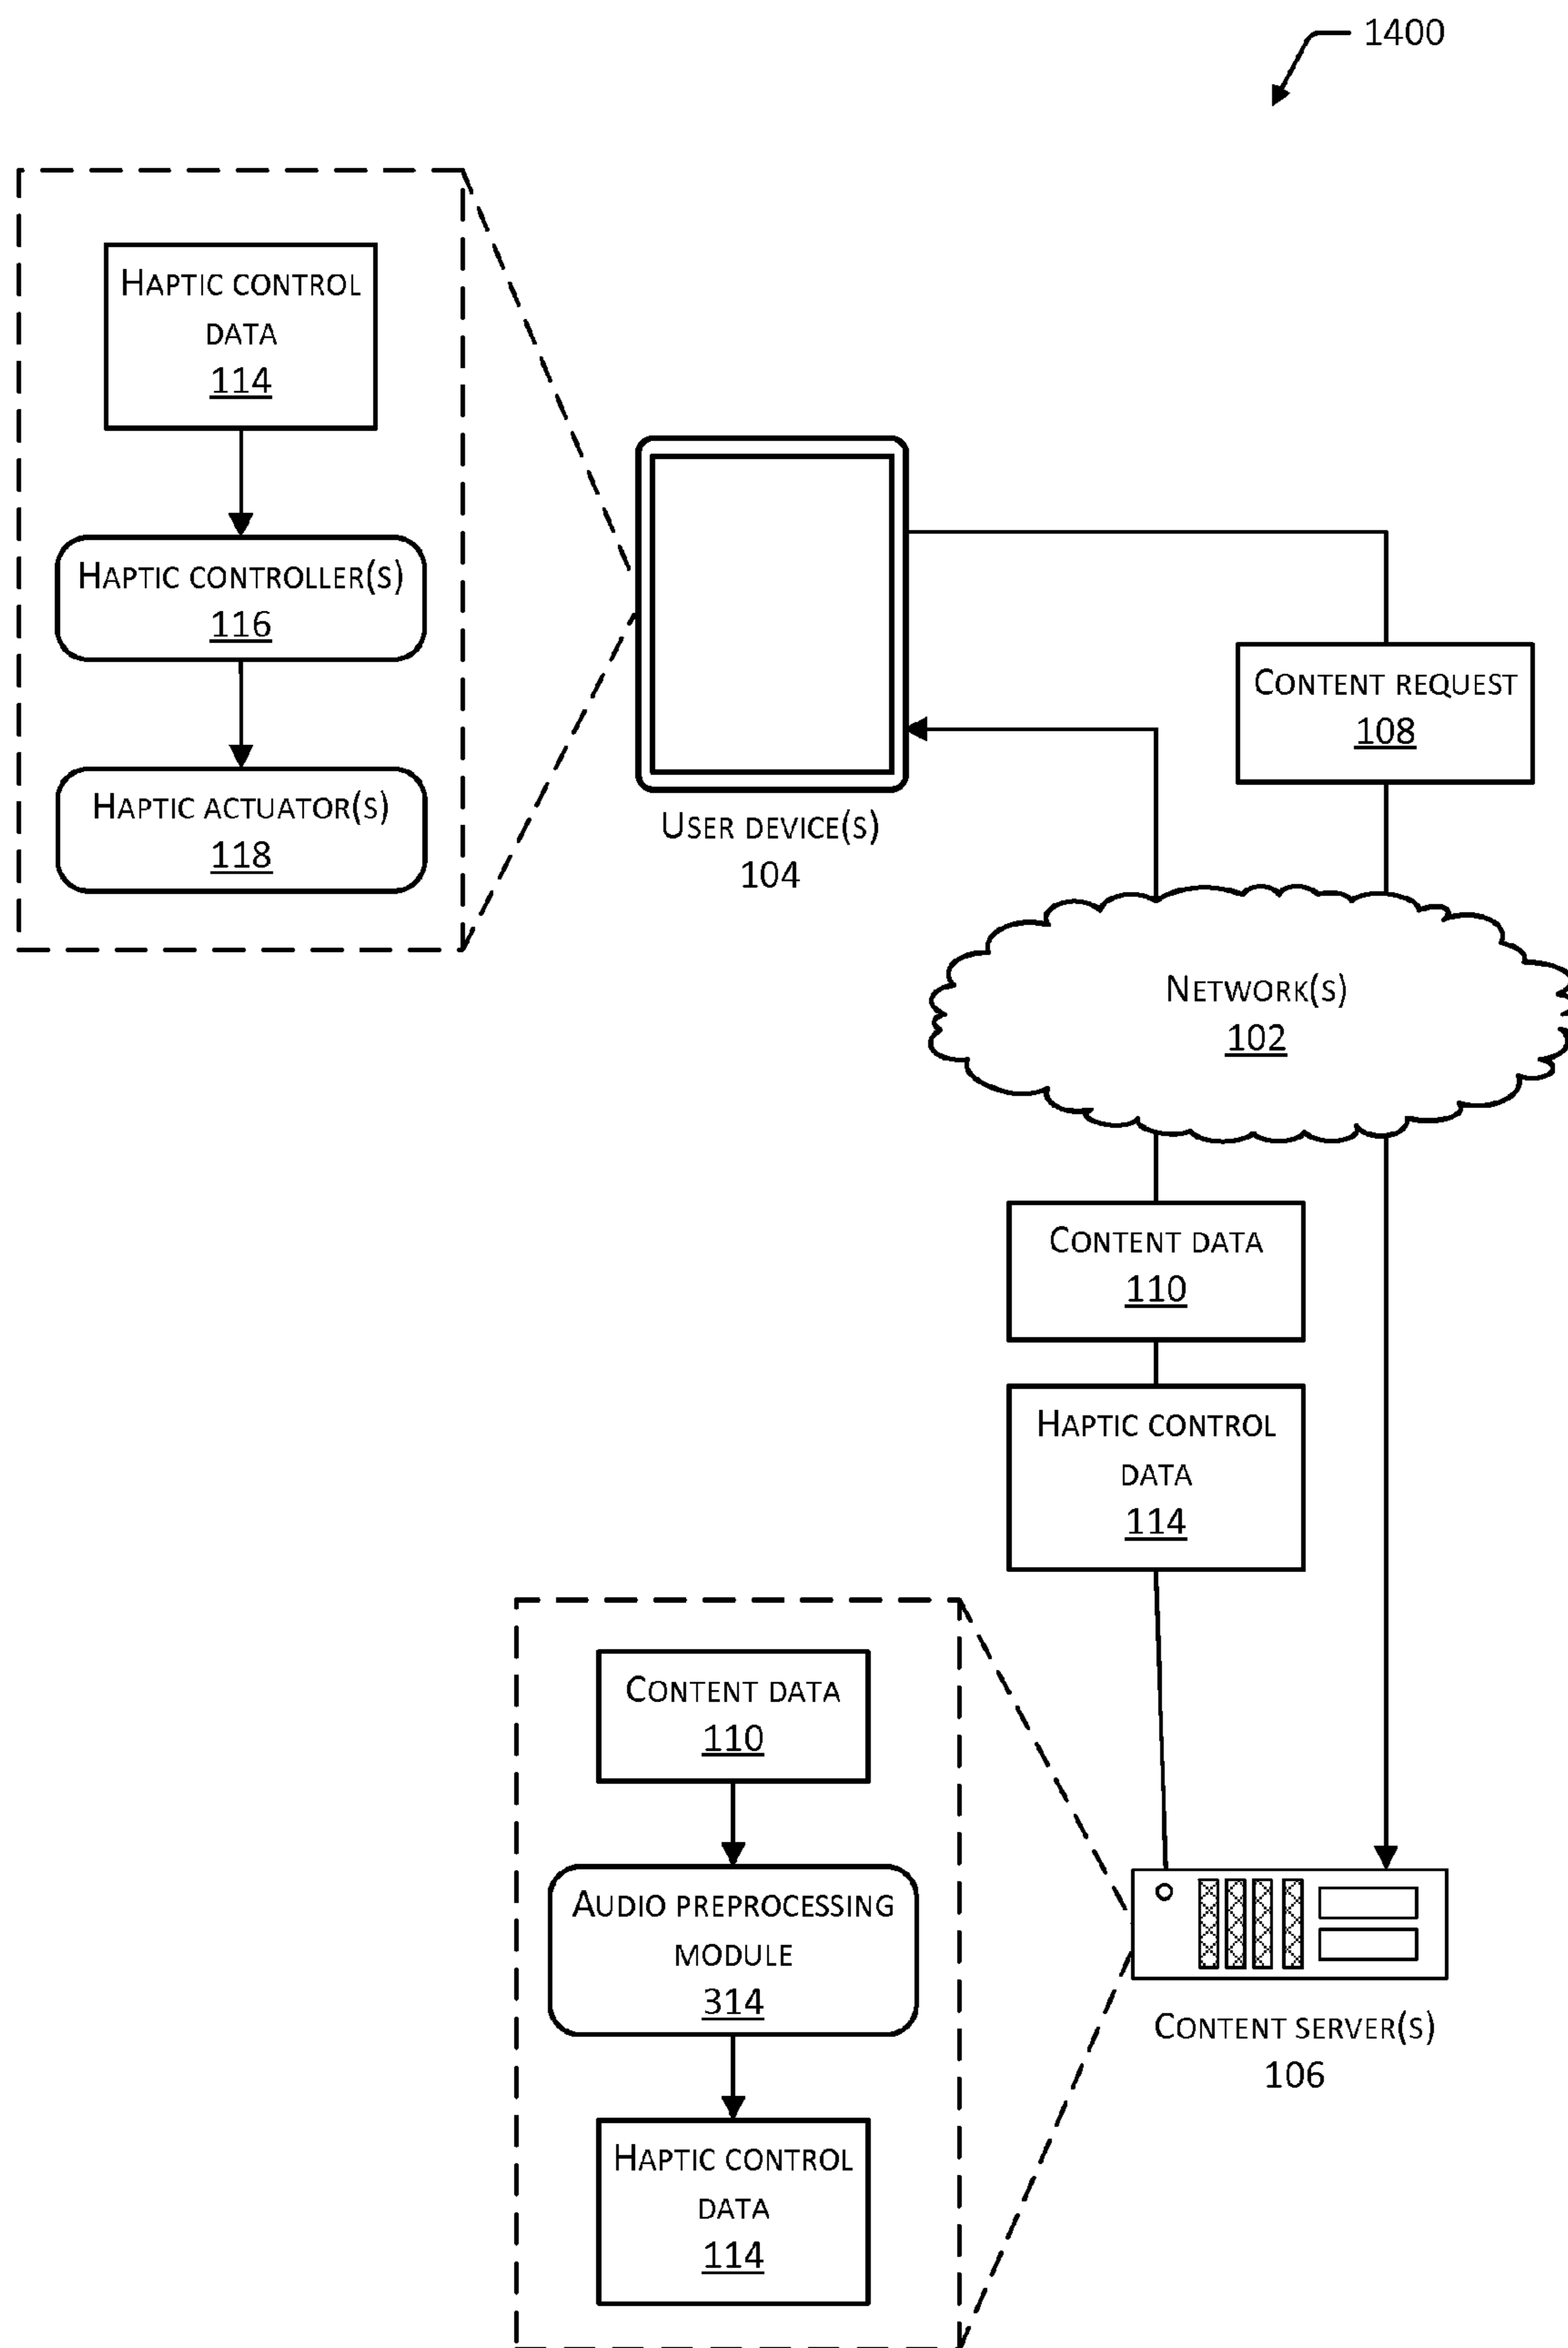 1400
HAPTIC CONTROL
DATA
114
HAPTIC CONTROLLER(S)
116
HAPTIC ACTUATOR(S)
118
USER DEVICE(S)
104
CONTENT REQUEST
108
NETWORK(S)
102
CONTENT DATA
110
HAPTIC CONTROL
DATA
114
CONTENT DATA
110
AUDIO PREPROCESSING
MODULE
314
HAPTIC CONTROL
DATA
114
CONTENT SERVER(S)
106